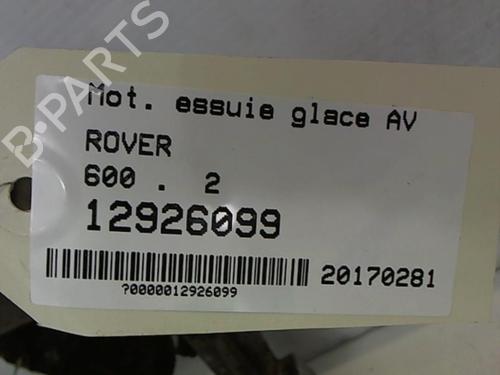 B-PARTS
Mot. essuie glace AV
ROVER
600 . 2
12926099
20170281
?0000012926099